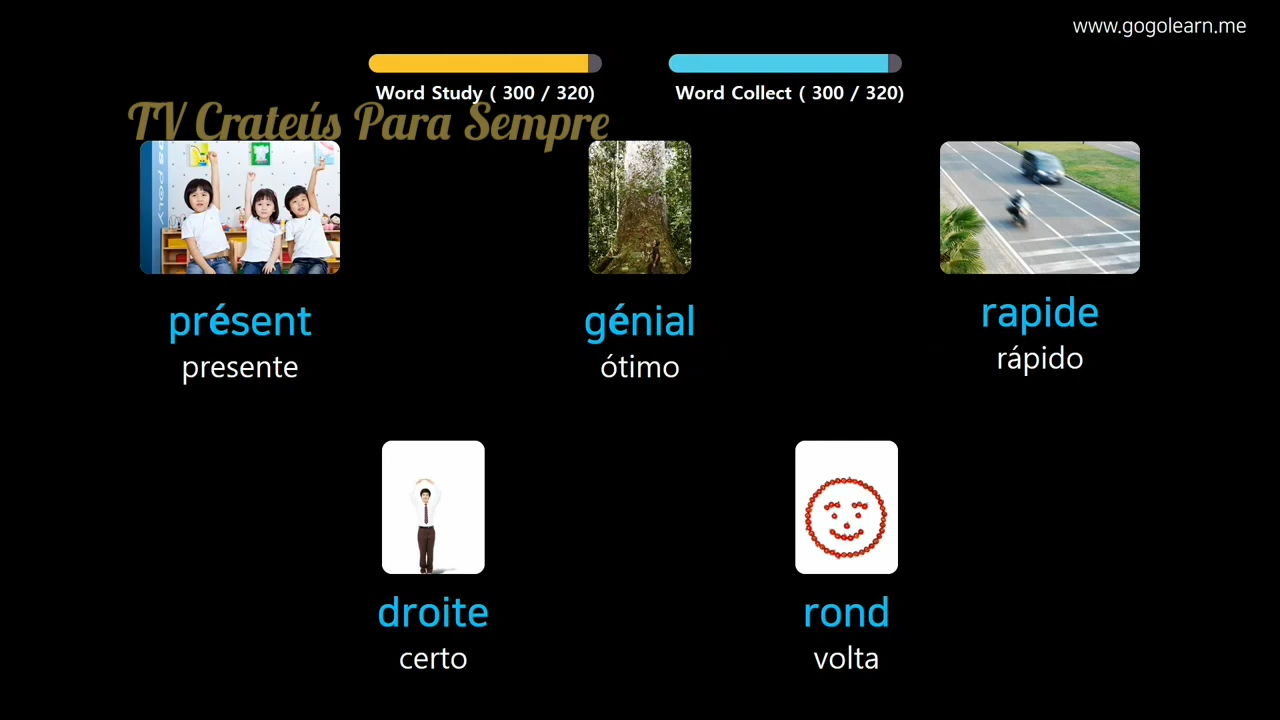 www.gogolearn.me
Word Study ( 300 / 320)
Word Collect ( 300 / 320)
TV Crateús Para Sempre
présent
presente
génial
ótimo
rapide
rápido
droite
certo
rond
volta